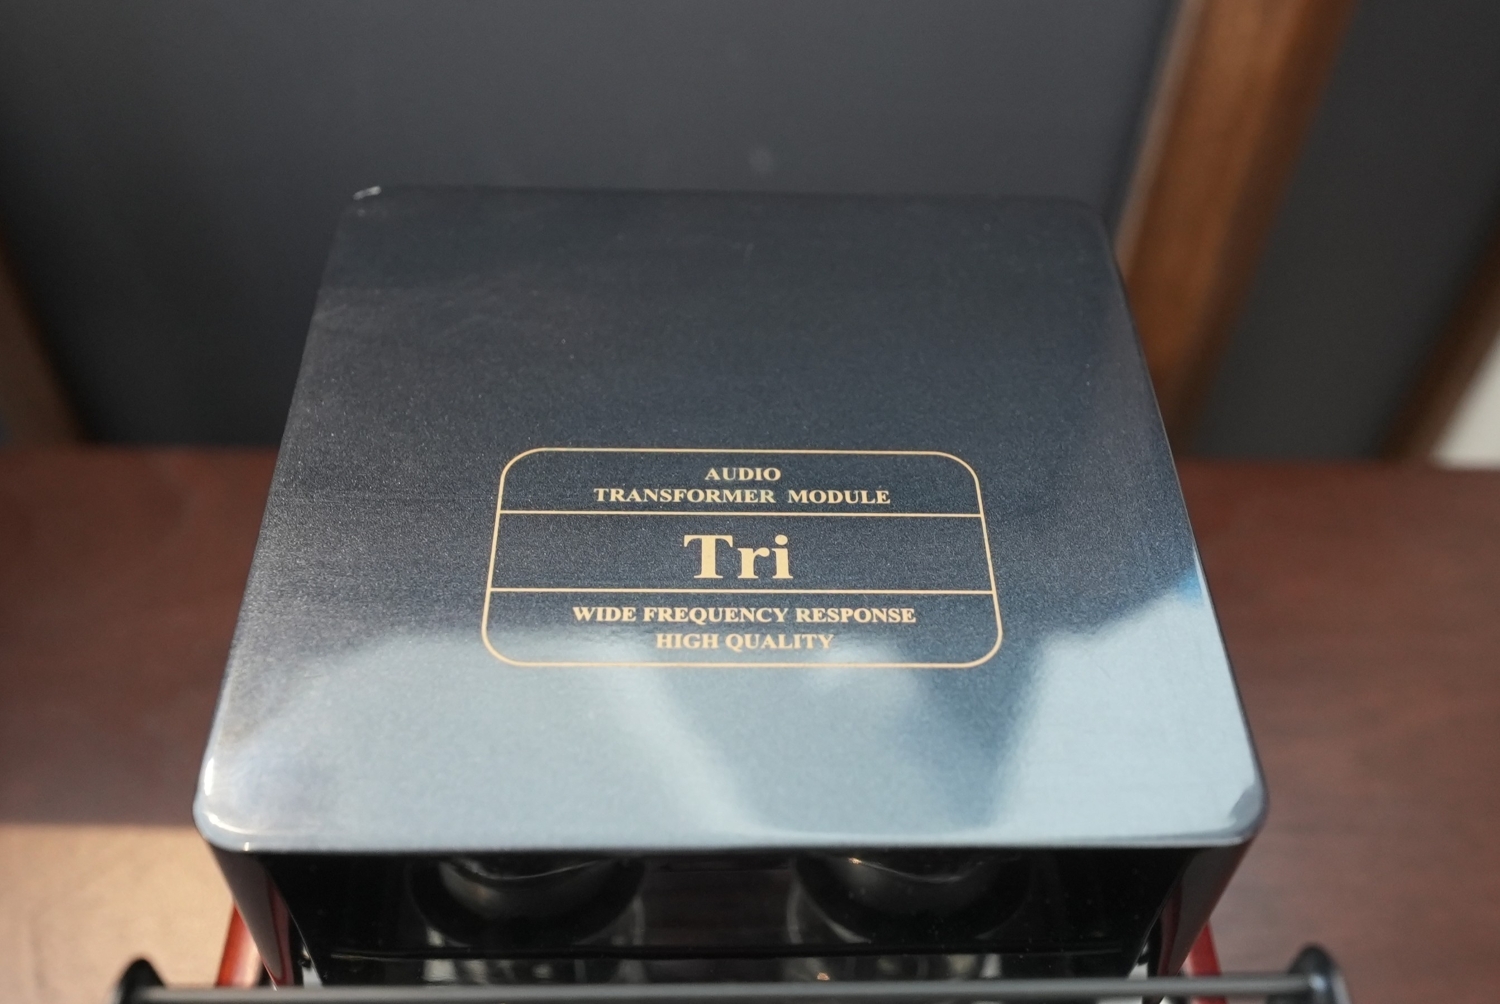 AUDIO
TRANSFORMER MODULE
Tri
WIDE FREQUENCY RESPONSE
HIGH QUALITY